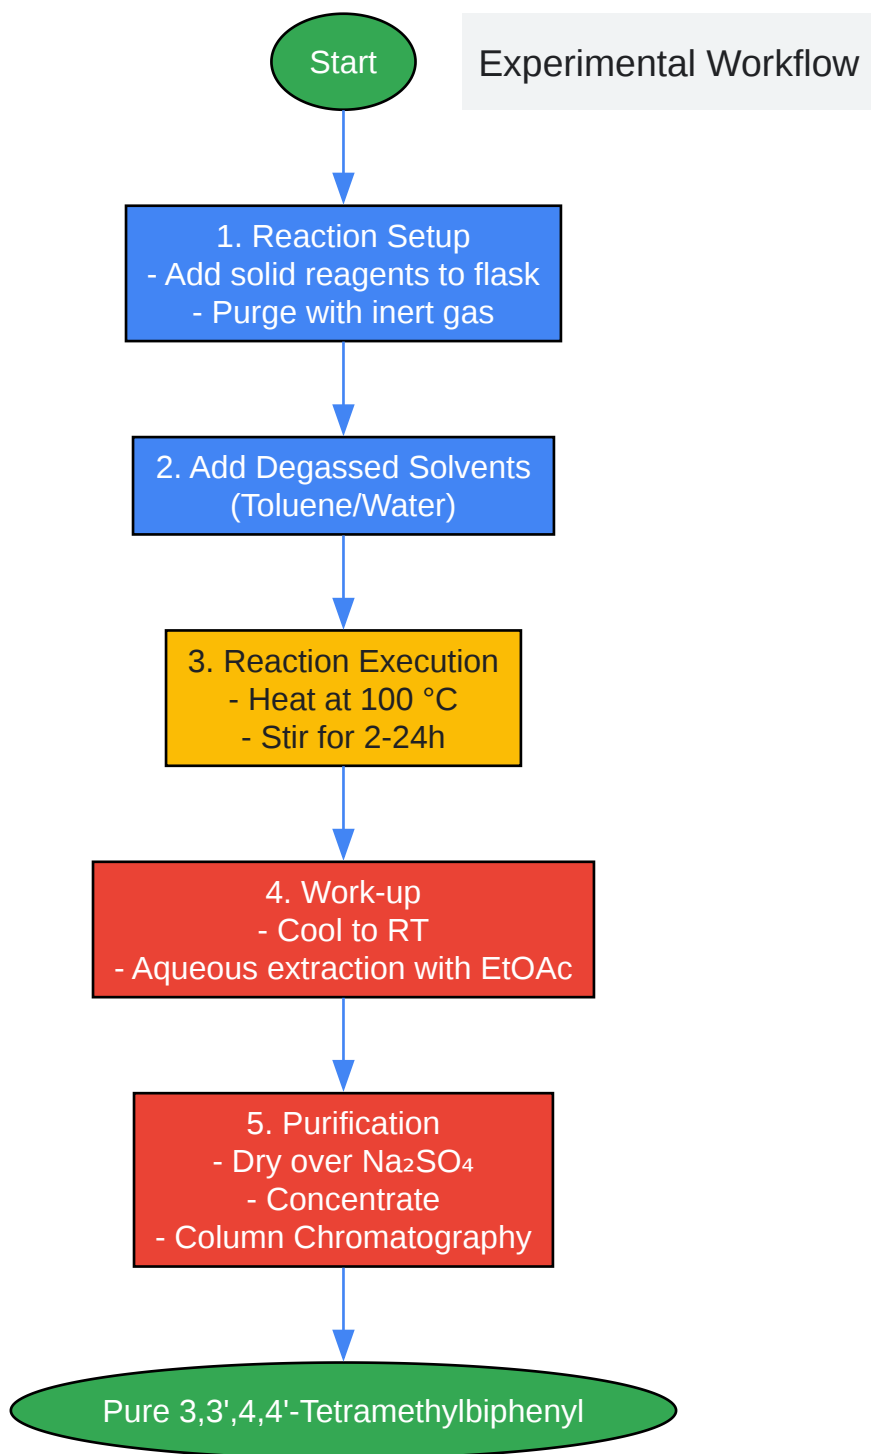 Start
Experimental Workflow
1. Reaction Setup
- Add solid reagents to flask
- Purge with inert gas
2. Add Degassed Solvents
(Toluene/Water)
3. Reaction Execution
- Heat at 100 °C
- Stir for 2-24h
4. Work-up
- Cool to RT
- Aqueous extraction with EtOAc
5. Purification
- Dry over Na₂SO₄
- Concentrate
- Column Chromatography
Pure 3,3',4,4'-Tetramethylbiphenyl